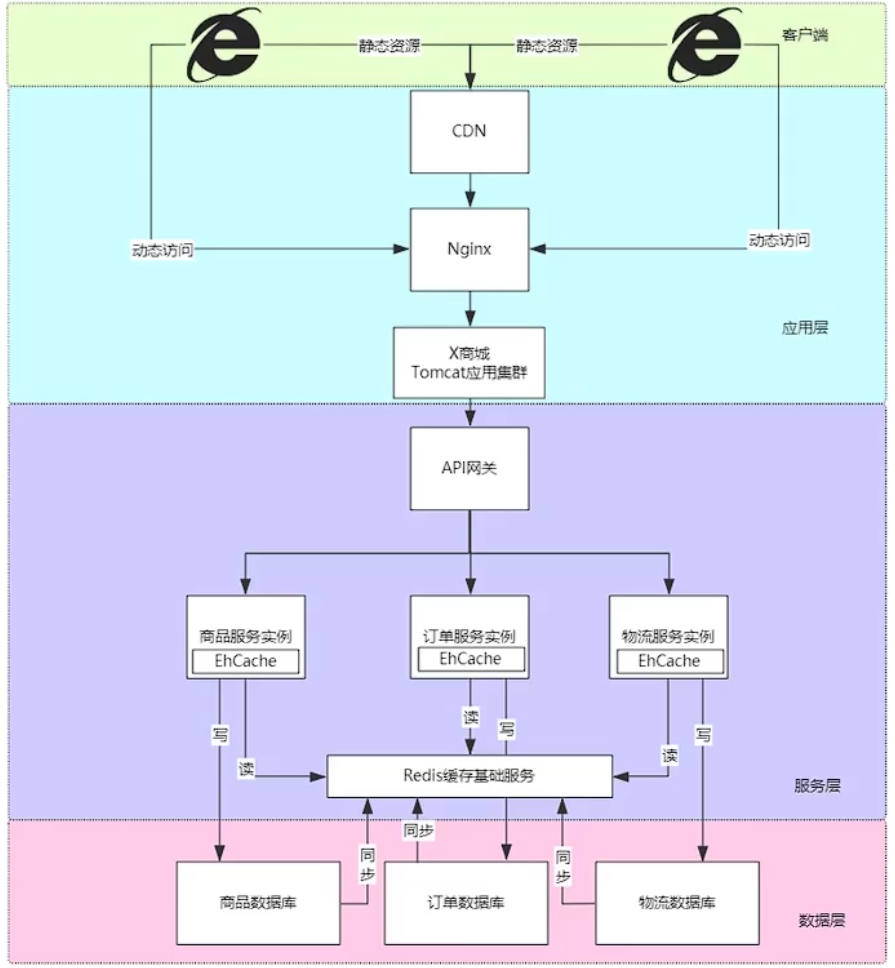 静态资源
静态资源
客户端
CDN
动态访问
Nginx
动态访问
应用层
X商城
Tomcat应用集群
API网关
商品服务实例
EhCache
订单服务实例
EhCache
物流服务实例
EhCache
写
读
读
写
读
写
Redis缓存基础服务
服务层
同步
同步
同步
商品数据库
订单数据库
物流数据库
数据层